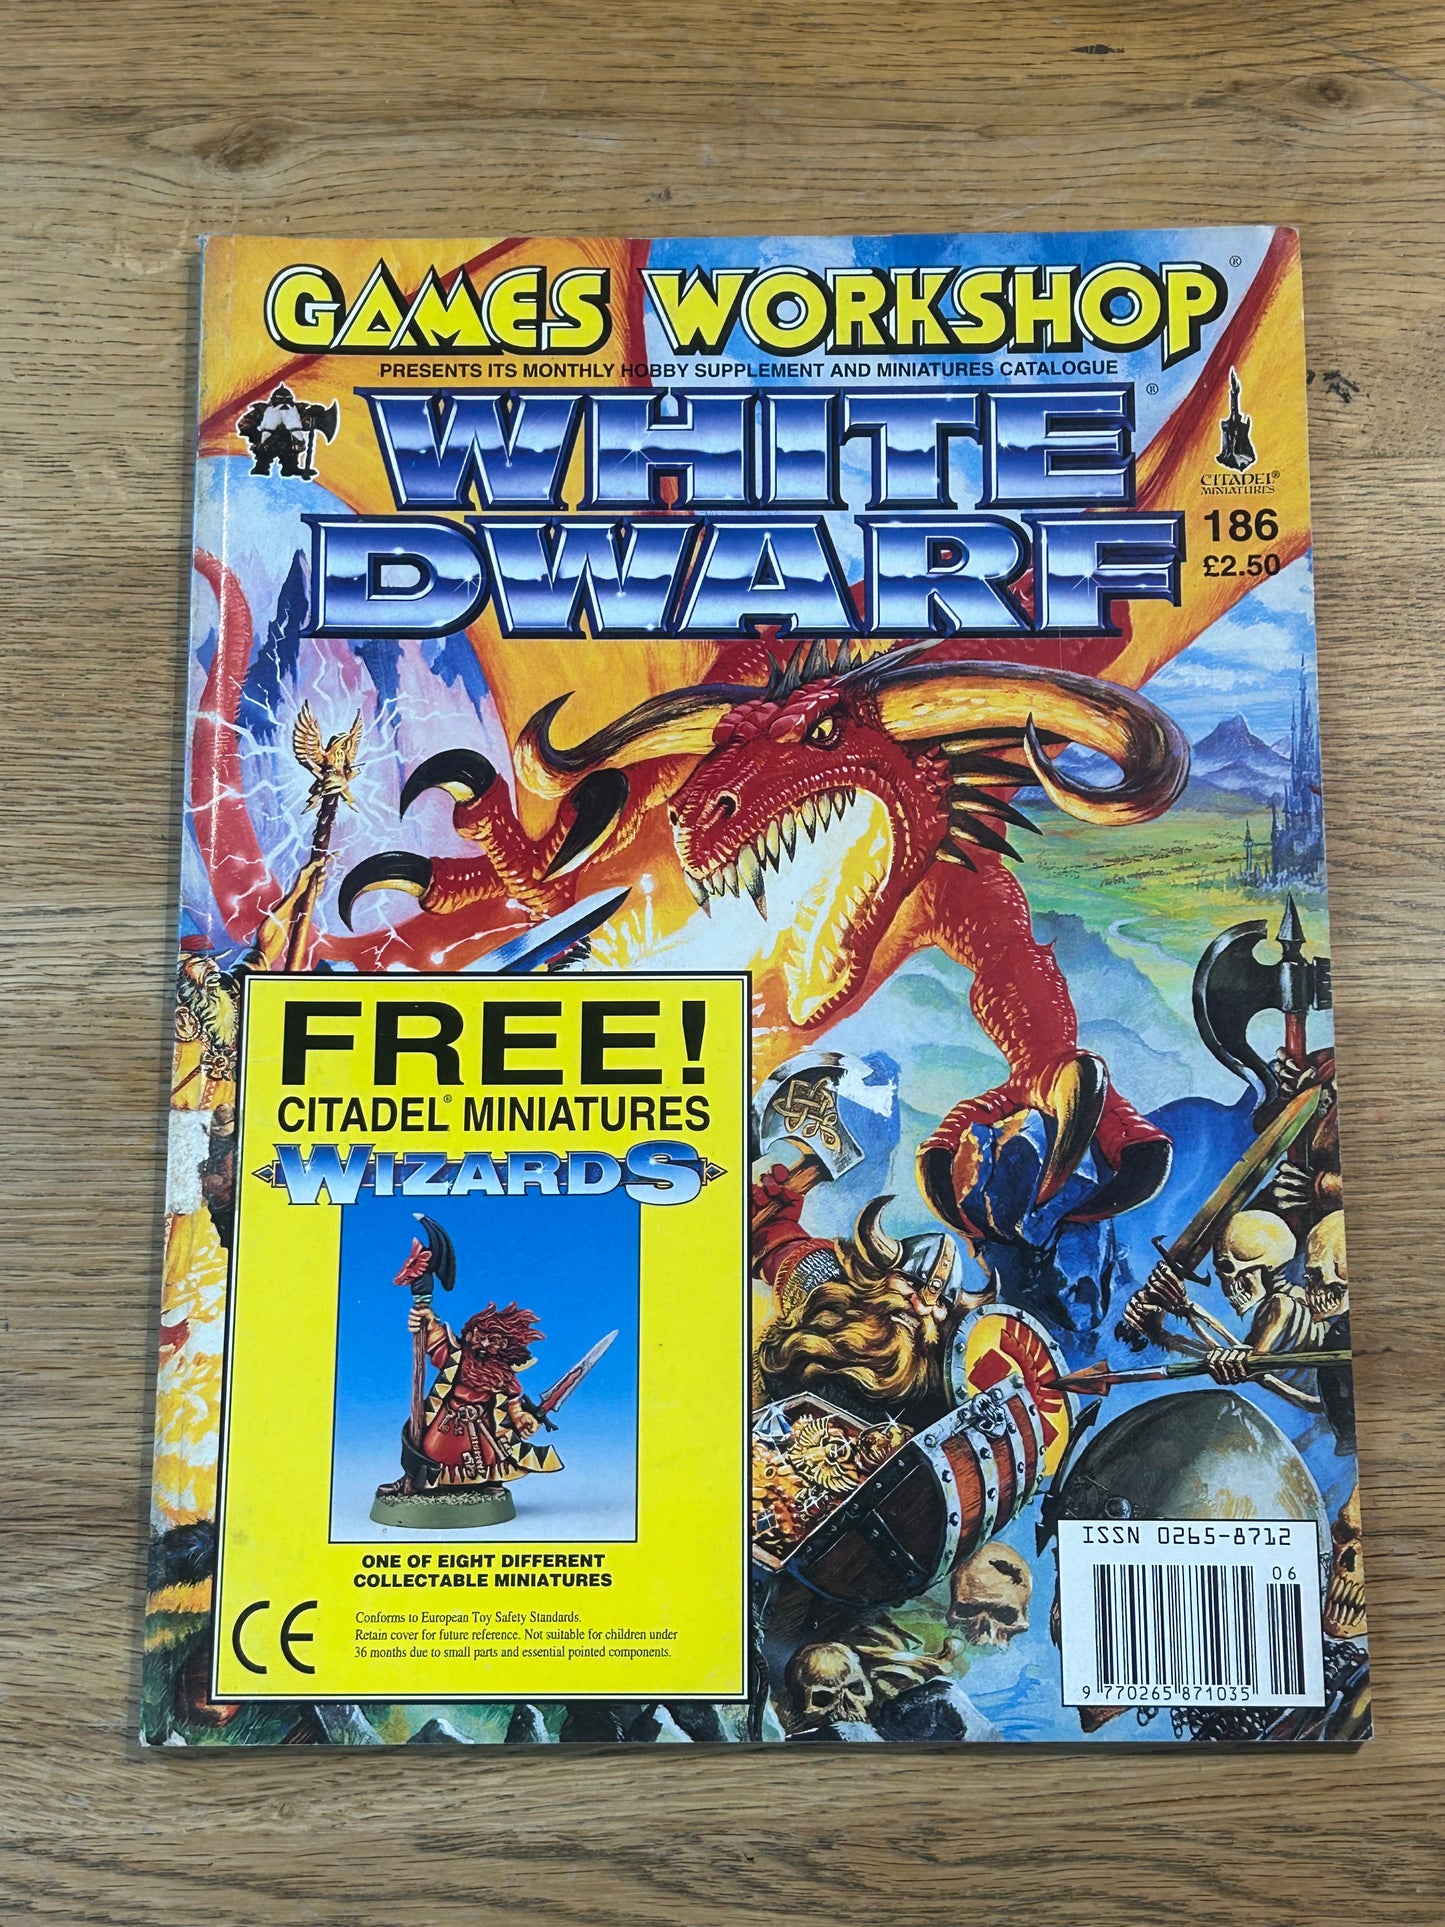 GAMES WORKSHOP®
PRESENTS ITS MONTHLY HOBBY SUPPLEMENT AND MINIATURES CATALOGUE
WHITE®
DWARF
CITADEL®
MINIATURES
186
£2.50
FREE!
CITADEL® MINIATURES
WIZARDS
ONE OF EIGHT DIFFERENT
COLLECTABLE MINIATURES
CE
Conforms to European Toy Safety Standards.
Retain cover for future reference. Not suitable for children under
36 months due to small parts and essential pointed components.
ISSN 0265-8712
06
9 770265 871035